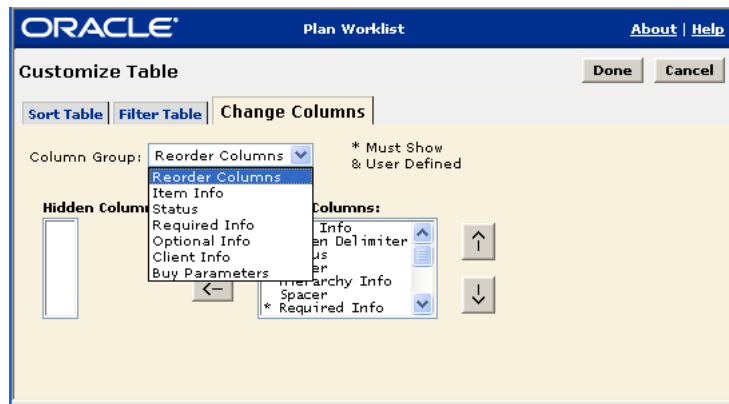 ORACLE
Plan Worklist
About | Help
Customize Table
Done
Cancel
Sort Table
Filter Table
Change Columns
Column Group:
Reorder Columns
* Must Show
& User Defined
Reorder Columns
Item Info
Status
Required Info
Optional Info
Client Info
Buy Parameters
Hidden
Columns:
Info
Delimiter
Info
Spacer
* Required Info